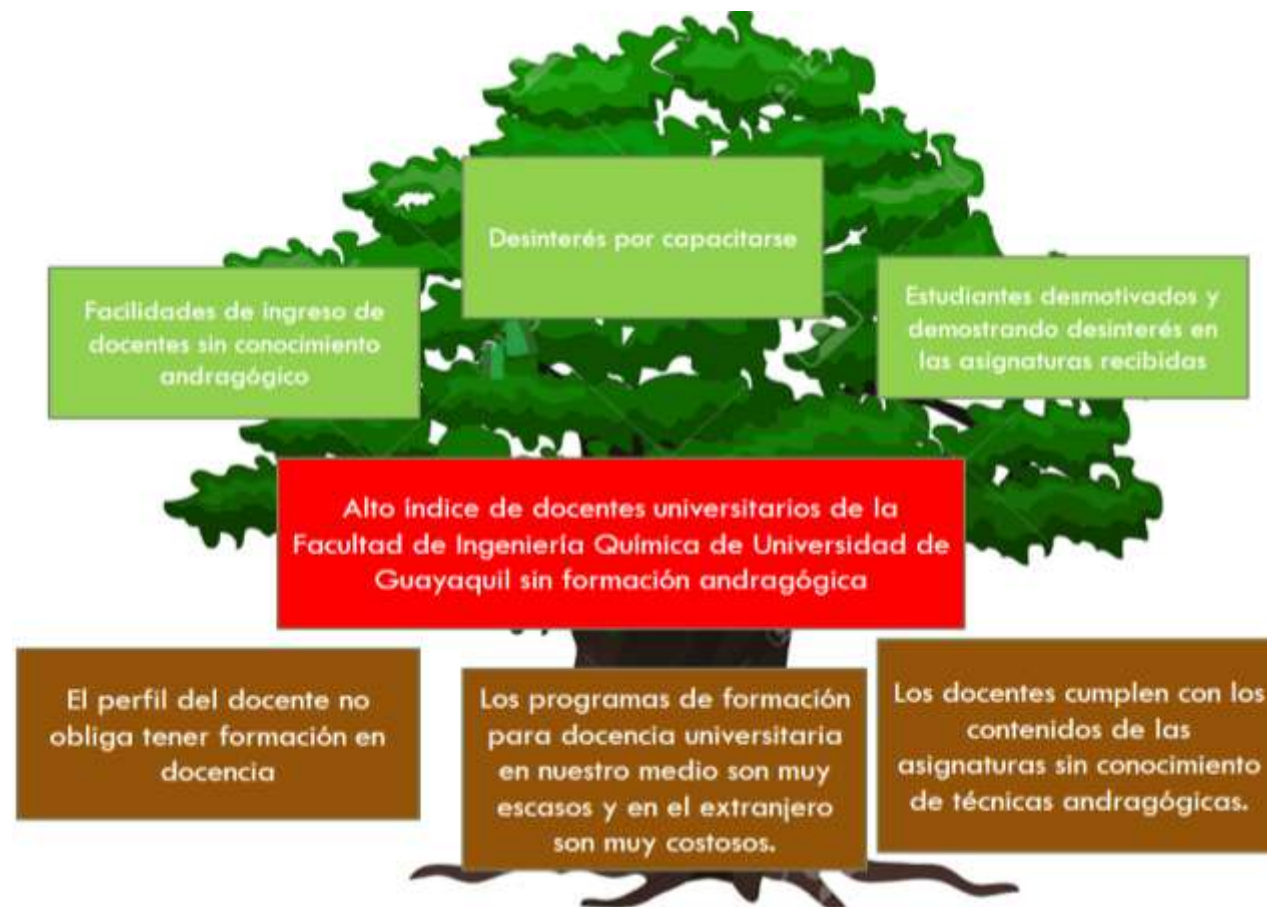 Desinterés por capacitarse
Facilidades de ingreso de
docentes sin conocimiento
andragógico
Estudiantes desmotivados y
demostrando desinterés en
las asignaturas recibidas
Alto índice de docentes universitarios de la
Facultad de Ingeniería Química de Universidad de
Guayaquil sin formación andragógica
El perfil del docente no
obliga tener formación en
docencia
Los programas de formación
para docencia universitaria
en nuestro medio son muy
escasos y en el extranjero
son muy costosos.
Los docentes cumplen con los
contenidos de las
asignaturas sin conocimiento
de técnicas andragógicas.